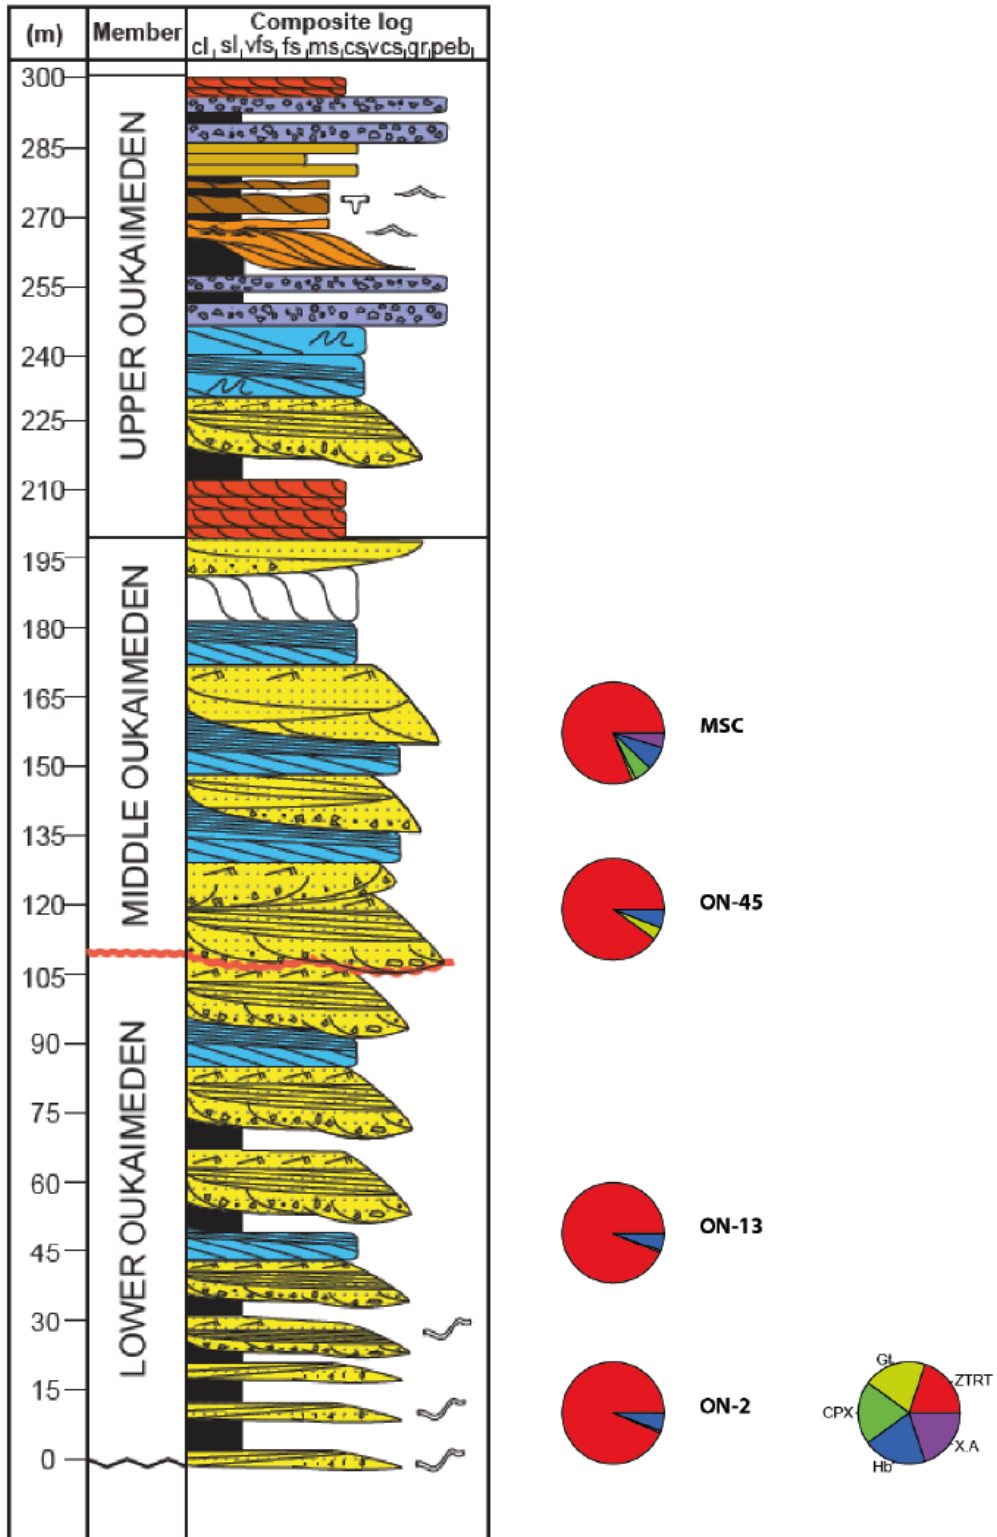 (m) Member Composite log
cl sl vfs fs ms cs vcs gr peb
300
285
270
255
240
225
210
195
180
165
150
135
120
105
90
75
60
45
30
15
0
UPPER OUKAIMEDEN
MIDDLE OUKAIMEDEN
LOWER OUKAIMEDEN
MSC
ON-45
ON-13
ON-2
Gt
ZTRT
CPX
X.A
Hb